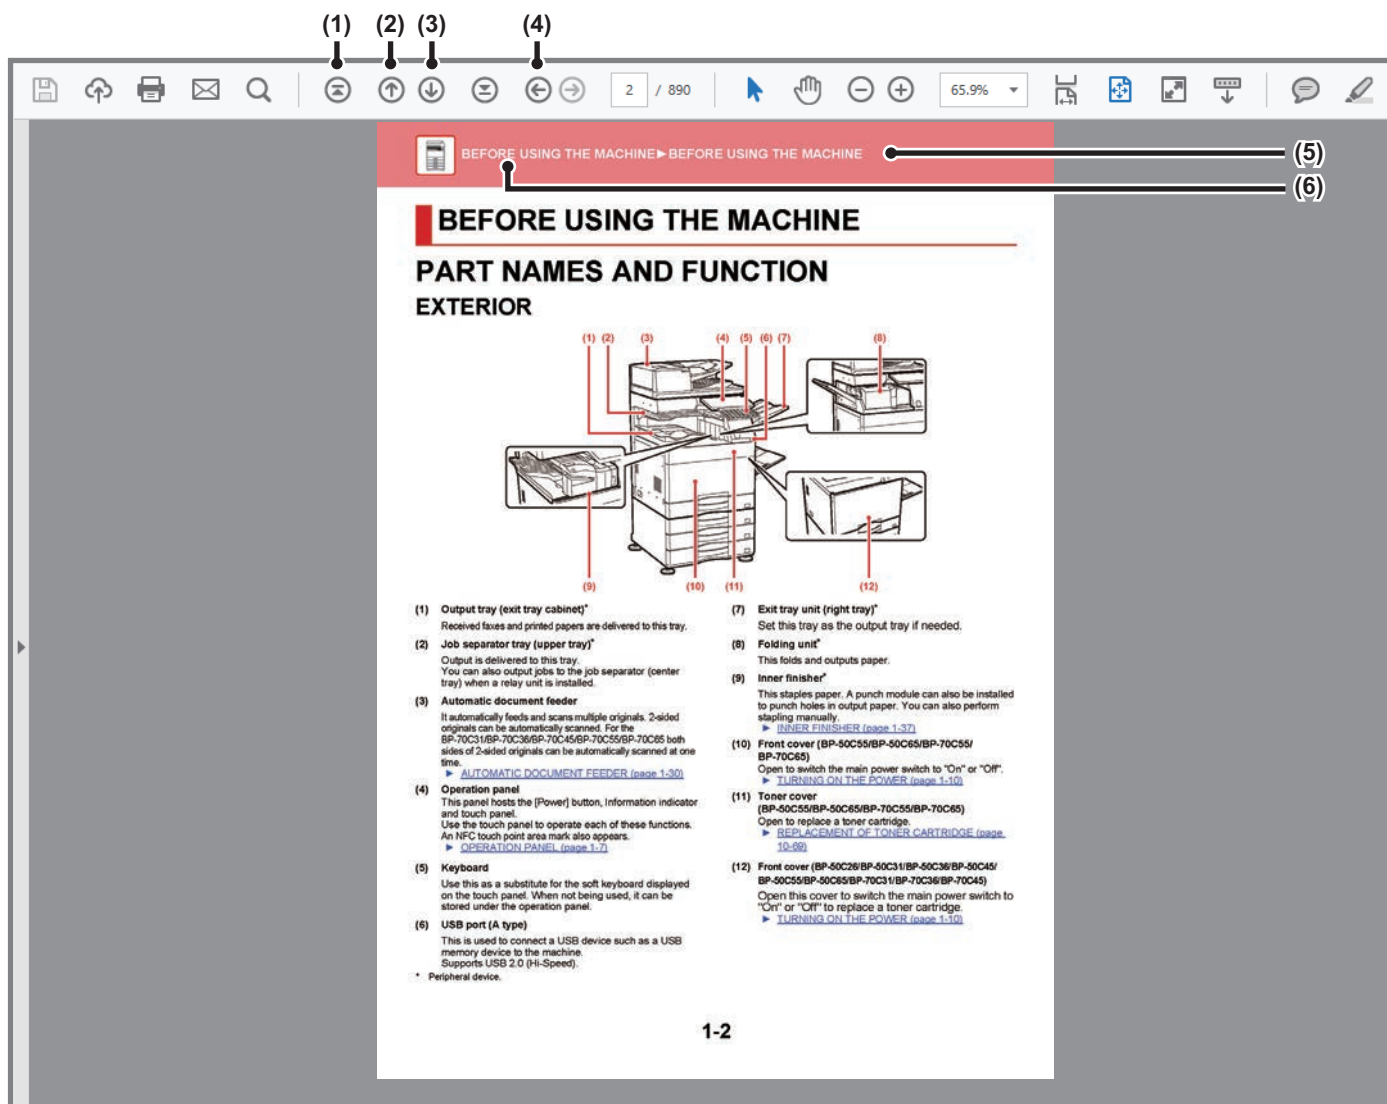 (1) (2) (3) (4)
2 / 890 65.9%
BEFORE USING THE MACHINE►BEFORE USING THE MACHINE
(5)
(6)
BEFORE USING THE MACHINE
PART NAMES AND FUNCTION
EXTERIOR
(1) (2) (3) (4) (5) (6) (7) (8)
(9) (10) (11) (12)
(1) Output tray (exit tray cabinet)*
Received faxes and printed papers are delivered to this tray.
(2) Job separator tray (upper tray)*
Output is delivered to this tray.
You can also output jobs to the job separator (center
tray) when a relay unit is installed.
(3) Automatic document feeder
It automatically feeds and scans multiple originals. 2-sided
originals can be automatically scanned. For the
BP-70C31/BP-70C36/BP-70C45/BP-70C55/BP-70C65 both
sides of 2-sided originals can be automatically scanned at one
time.
► AUTOMATIC DOCUMENT FEEDER (page 1-30)
(4) Operation panel
This panel hosts the [Power] button, Information indicator
and touch panel.
Use the touch panel to operate each of these functions.
An NFC touch point area mark also appears.
► OPERATION PANEL (page 1-7)
(5) Keyboard
Use this as a substitute for the soft keyboard displayed
on the touch panel. When not being used, it can be
stored under the operation panel.
(6) USB port (A type)
This is used to connect a USB device such as a USB
memory device to the machine.
Supports USB 2.0 (Hi-Speed).
* Peripheral device.
(7) Exit tray unit (right tray)*
Set this tray as the output tray if needed.
(8) Folding unit*
This folds and outputs paper.
(9) Inner finisher*
This staples paper. A punch module can also be installed
to punch holes in output paper. You can also perform
stapling manually.
► INNER FINISHER (page 1-37)
(10) Front cover (BP-50C55/BP-50C65/BP-70C55/
BP-70C65)
Open to switch the main power switch to "On" or "Off".
► TURNING ON THE POWER (page 1-10)
(11) Toner cover
(BP-50C55/BP-50C65/BP-70C55/BP-70C65)
Open to replace a toner cartridge.
► REPLACEMENT OF TONER CARTRIDGE (page
10-69)
(12) Front cover (BP-50C26/BP-50C31/BP-50C36/BP-50C45/
BP-50C55/BP-50C65/BP-70C31/BP-70C36/BP-70C45)
Open this cover to switch the main power switch to
"On" or "Off" to replace a toner cartridge.
► TURNING ON THE POWER (page 1-10)
1-2